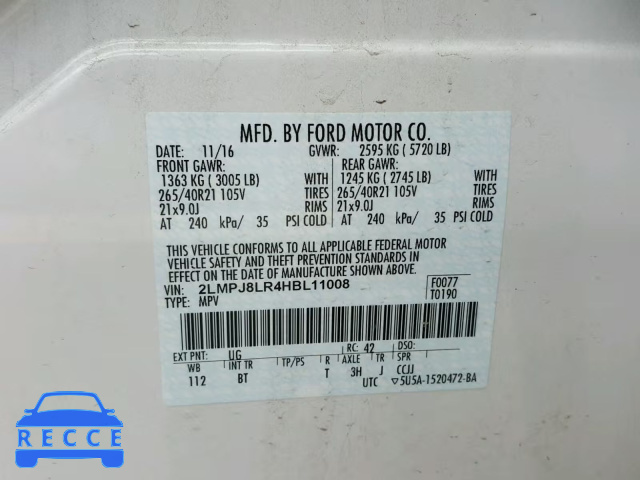 MFD. BY FORD MOTOR CO.
DATE: 11/16 GVWR: 2595 KG ( 5720 LB)
FRONT GAWR: REAR GAWR:
1363 KG ( 3005 LB) WITH 1245 KG ( 2745 LB) WITH
265/40R21 105V TIRES 265/40R21 105V TIRES
21x9.0J RIMS 21x9.0J RIMS
AT 240 kPa/ 35 PSI COLD AT 240 kPa/ 35 PSI COLD
THIS VEHICLE CONFORMS TO ALL APPLICABLE FEDERAL MOTOR
VEHICLE SAFETY AND THEFT PREVENTION STANDARDS IN
EFFECT ON THE DATE OF MANUFACTURE SHOWN ABOVE.
VIN: 2LMPJ8LR4HBL11008 F0077
TYPE: MPV T0190
EXT PNT: UG RC: 42 DSO:
WB INT TR TP/PS R AXLE TR SPR
112 BT T 3H J CCJJ
UTC ▽5U5A-1520472-BA
RECCE